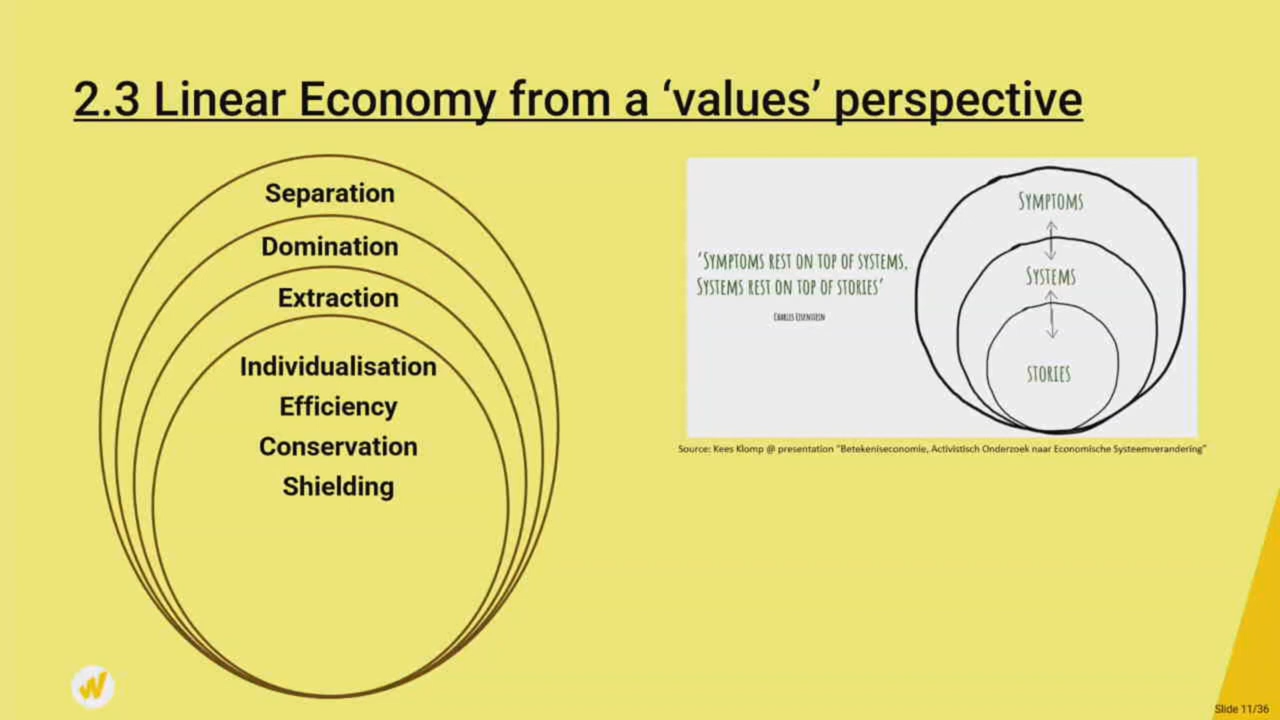 2.3 Linear Economy from a ‘values’ perspective
Separation
Domination
Extraction
Individualisation
Efficiency
Conservation
Shielding
‘SYMPTOMS REST ON TOP OF SYSTEMS,
SYSTEMS REST ON TOP OF STORIES’
CHARLES EISENSTEIN
SYMPTOMS
SYSTEMS
STORIES
Source: Kees Klomp @ presentation “Betekeniseconomie, Activistisch Onderzoek naar Economische Systeemverandering”
Slide 11/36